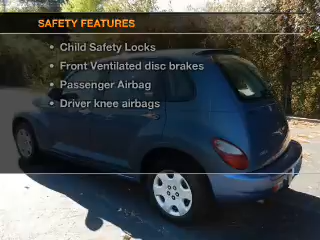 SAFETY FEATURES
• Child Safety Locks
• Front Ventilated disc brakes
• Passenger Airbag
• Driver knee airbags